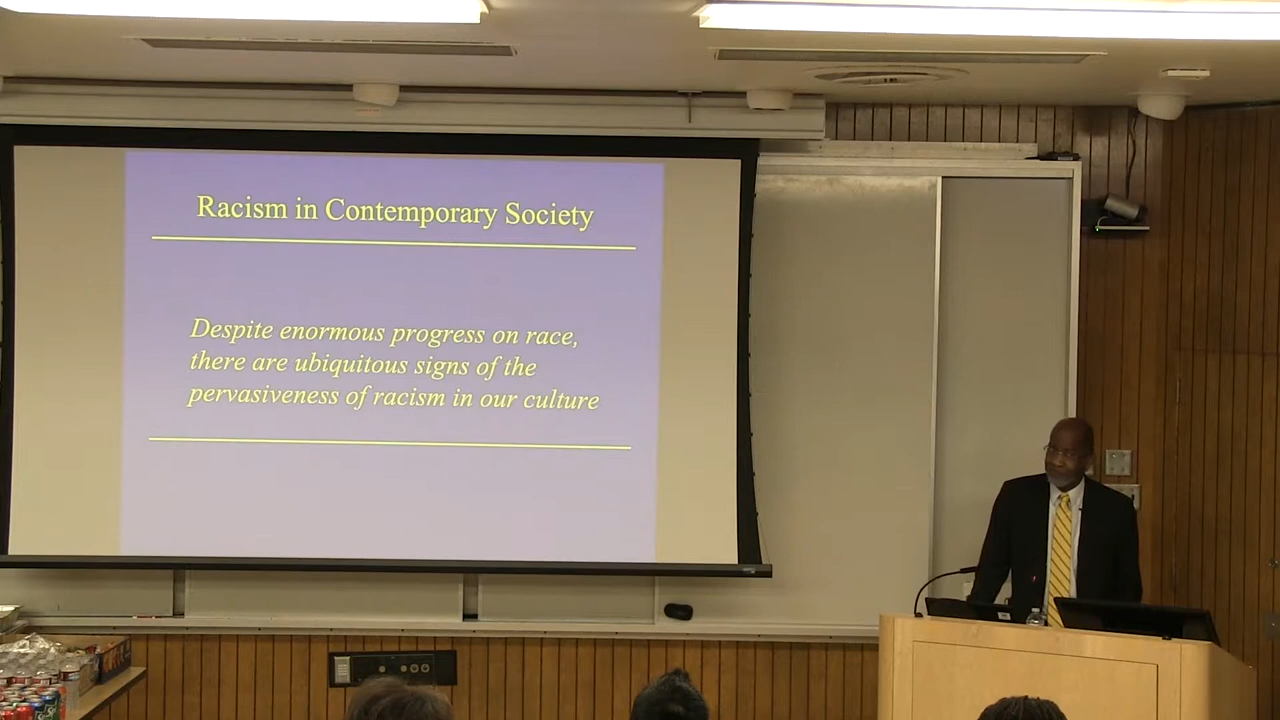 Racism in Contemporary Society
Despite enormous progress on race,
there are ubiquitous signs of the
pervasiveness of racism in our culture